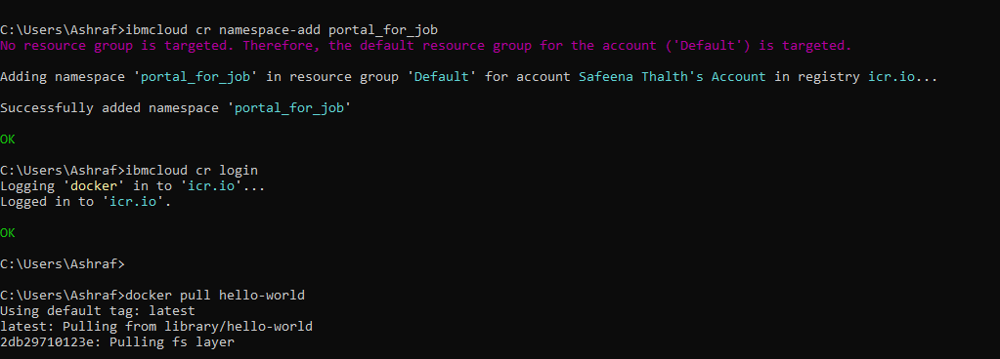 C:\Users\Ashraf>ibmcloud cr namespace-add portal_for_job
No resource group is targeted. Therefore, the default resource group for the account ('Default') is targeted.
Adding namespace 'portal_for_job' in resource group 'Default' for account Safeena Thalth's Account in registry icr.io...
Successfully added namespace 'portal_for_job'
OK
C:\Users\Ashraf>ibmcloud cr login
Logging 'docker' in to 'icr.io'...
Logged in to 'icr.io'.
OK
C:\Users\Ashraf>
C:\Users\Ashraf>docker pull hello-world
Using default tag: latest
latest: Pulling from library/hello-world
2db29710123e: Pulling fs layer